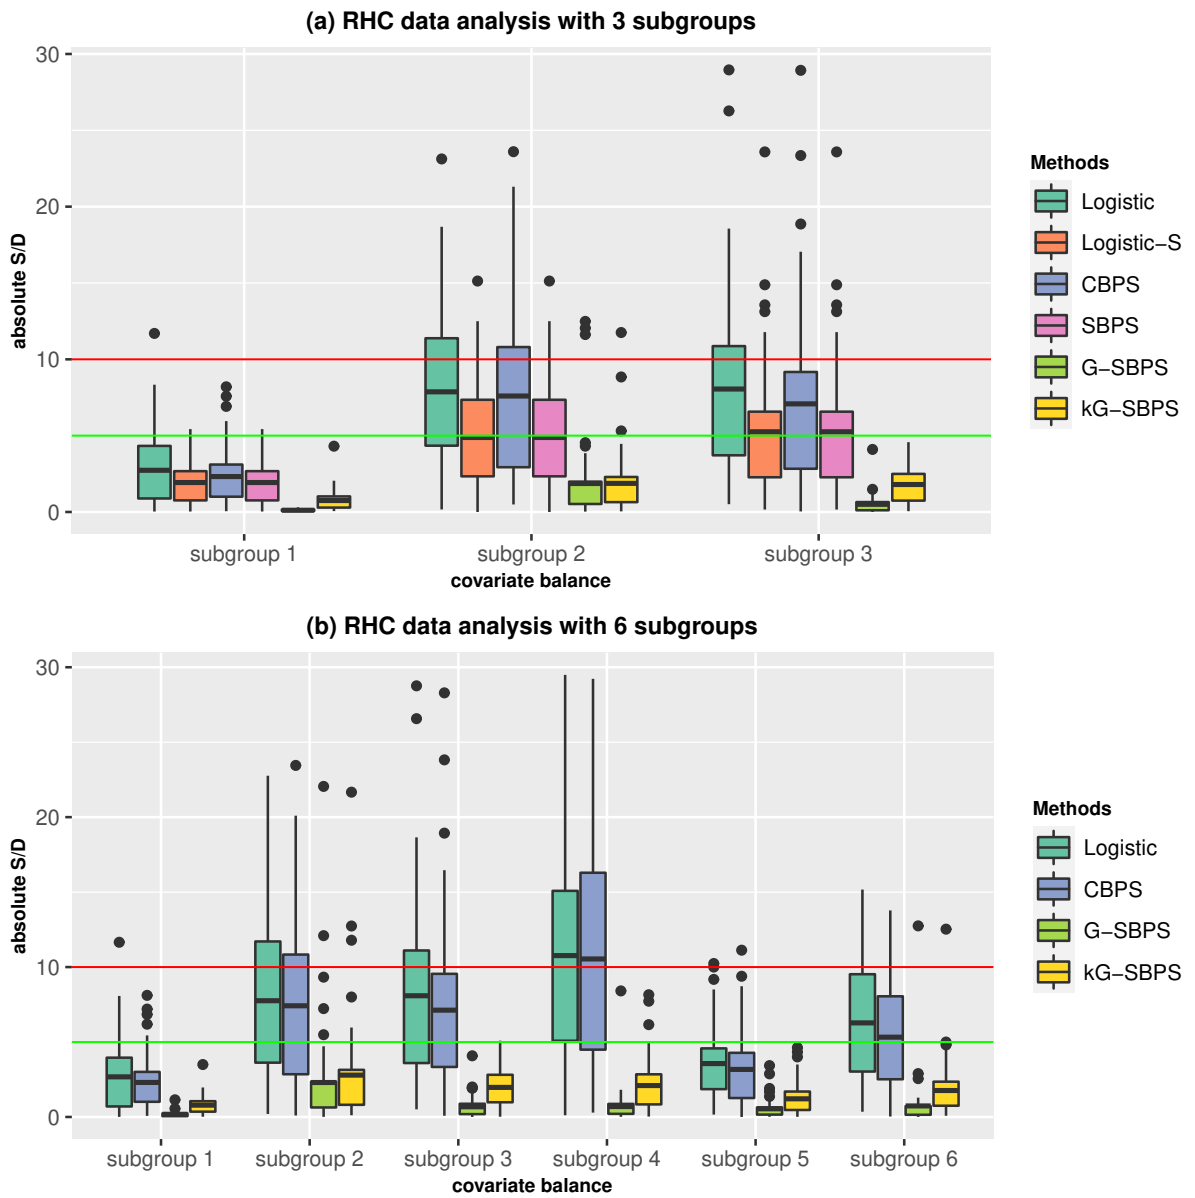 (a) RHC data analysis with 3 subgroups
30
20
10
0
absolute S/D
subgroup 1
subgroup 2
subgroup 3
covariate balance
Methods
Logistic
Logistic−S
CBPS
SBPS
G−SBPS
kG−SBPS
(b) RHC data analysis with 6 subgroups
30
20
10
0
absolute S/D
subgroup 1
subgroup 2
subgroup 3
subgroup 4
subgroup 5
subgroup 6
covariate balance
Methods
Logistic
CBPS
G−SBPS
kG−SBPS